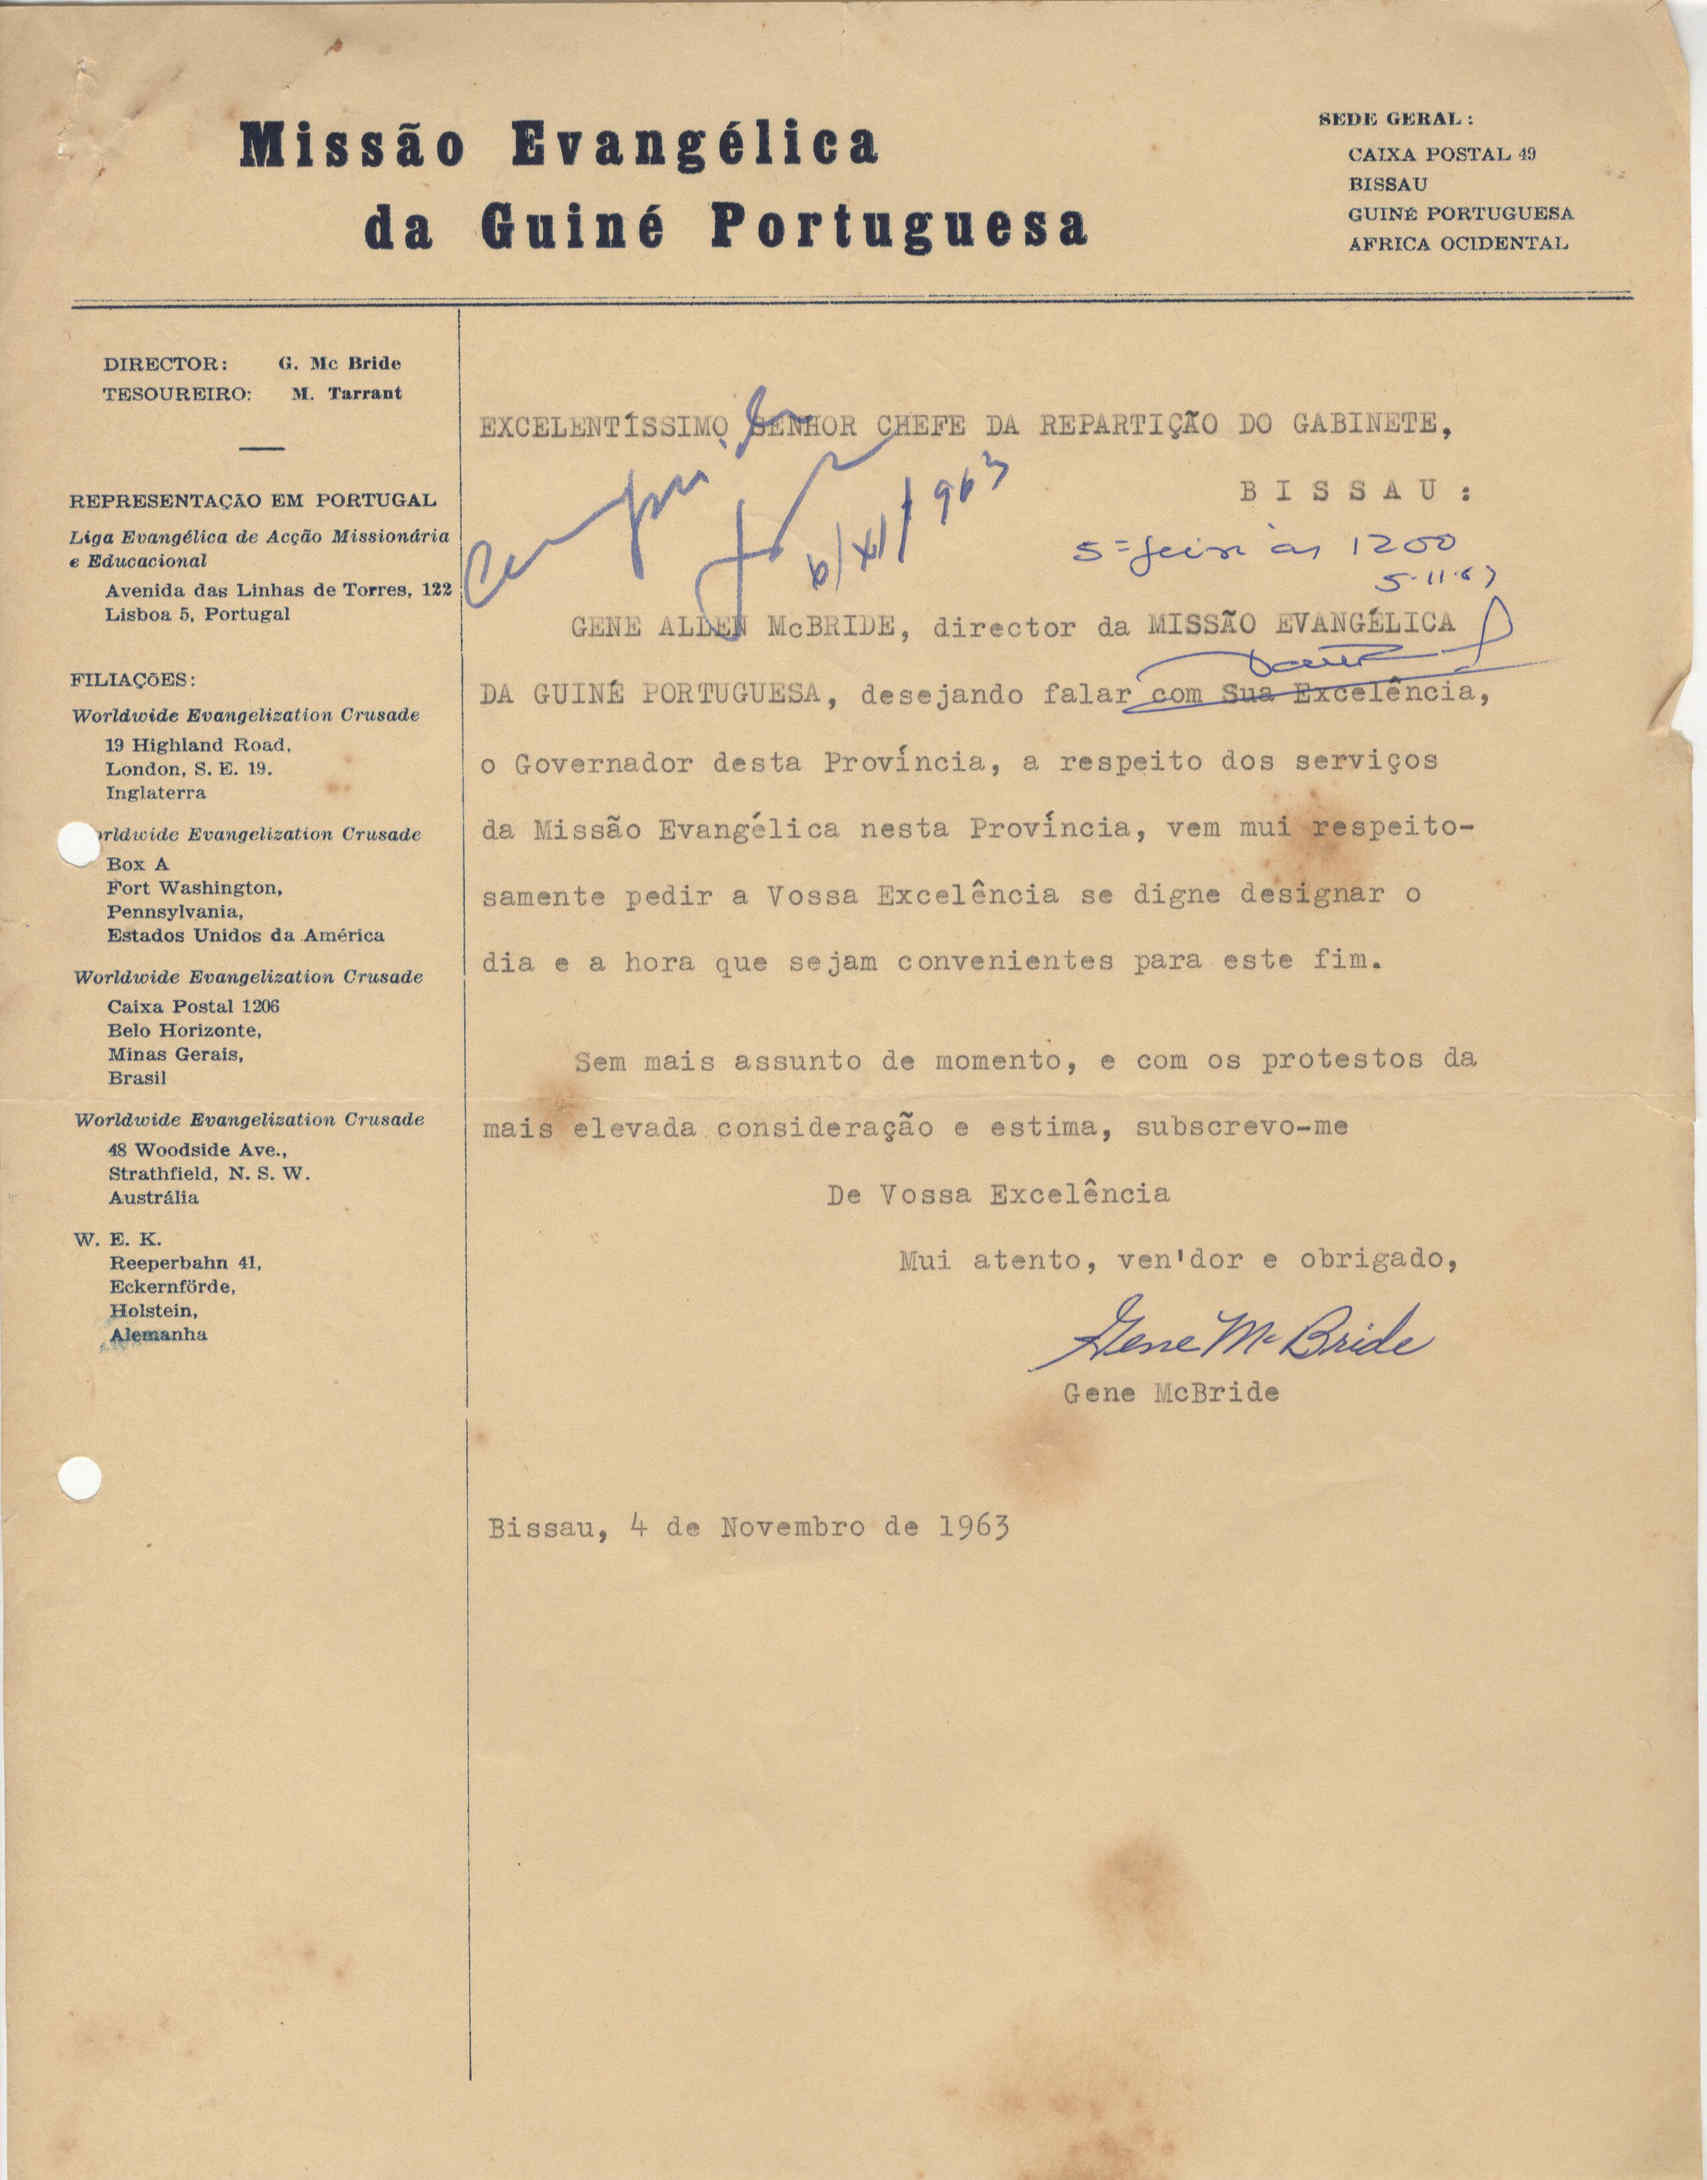 Missão Evangélica
da Guiné Portuguesa
SEDE GERAL:
CAIXA POSTAL 49
BISSAU
GUINÉ PORTUGUESA
AFRICA OCIDENTAL
DIRECTOR: G. Mc Bride
TESOUREIRO: M. Tarrant
REPRESENTAÇÃO EM PORTUGAL
Liga Evangélica de Acção Missionária
e Educacional
Avenida das Linhas de Torres, 122
Lisboa 5, Portugal
FILIAÇÕES:
Worldwide Evangelization Crusade
19 Highland Road,
London, S. E. 19.
Inglaterra
rldwide Evangelization Crusade
Box A
Fort Washington,
Pennsylvania,
Estados Unidos da América
Worldwide Evangelization Crusade
Caixa Postal 1206
Belo Horizonte,
Minas Gerais,
Brasil
Worldwide Evangelization Crusade
48 Woodside Ave.,
Strathfield, N. S. W.
Austrália
W. E. K.
Reeperbahn 41,
Eckernförde,
Holstein,
Alemanha
EXCELENTÍSSIMO SENHOR CHEFE DA REPARTIÇÃO DO GABINETE,
B I S S A U :
6/XI/963
5ª feira às 1200
5-11-63
GENE ALDEN McBRIDE, director da MISSÃO EVANGÉLICA
DA GUINÉ PORTUGUESA, desejando falar com Sua Excelência,
o Governador desta Província, a respeito dos serviços
da Missão Evangélica nesta Província, vem mui respeito-
samente pedir a Vossa Excelência se digne designar o
dia e a hora que sejam convenientes para este fim.
Sem mais assunto de momento, e com os protestos da
mais elevada consideração e estima, subscrevo-me
De Vossa Excelência
Mui atento, ven'dor e obrigado,
Gene McBride
Gene McBride
Bissau, 4 de Novembro de 1963